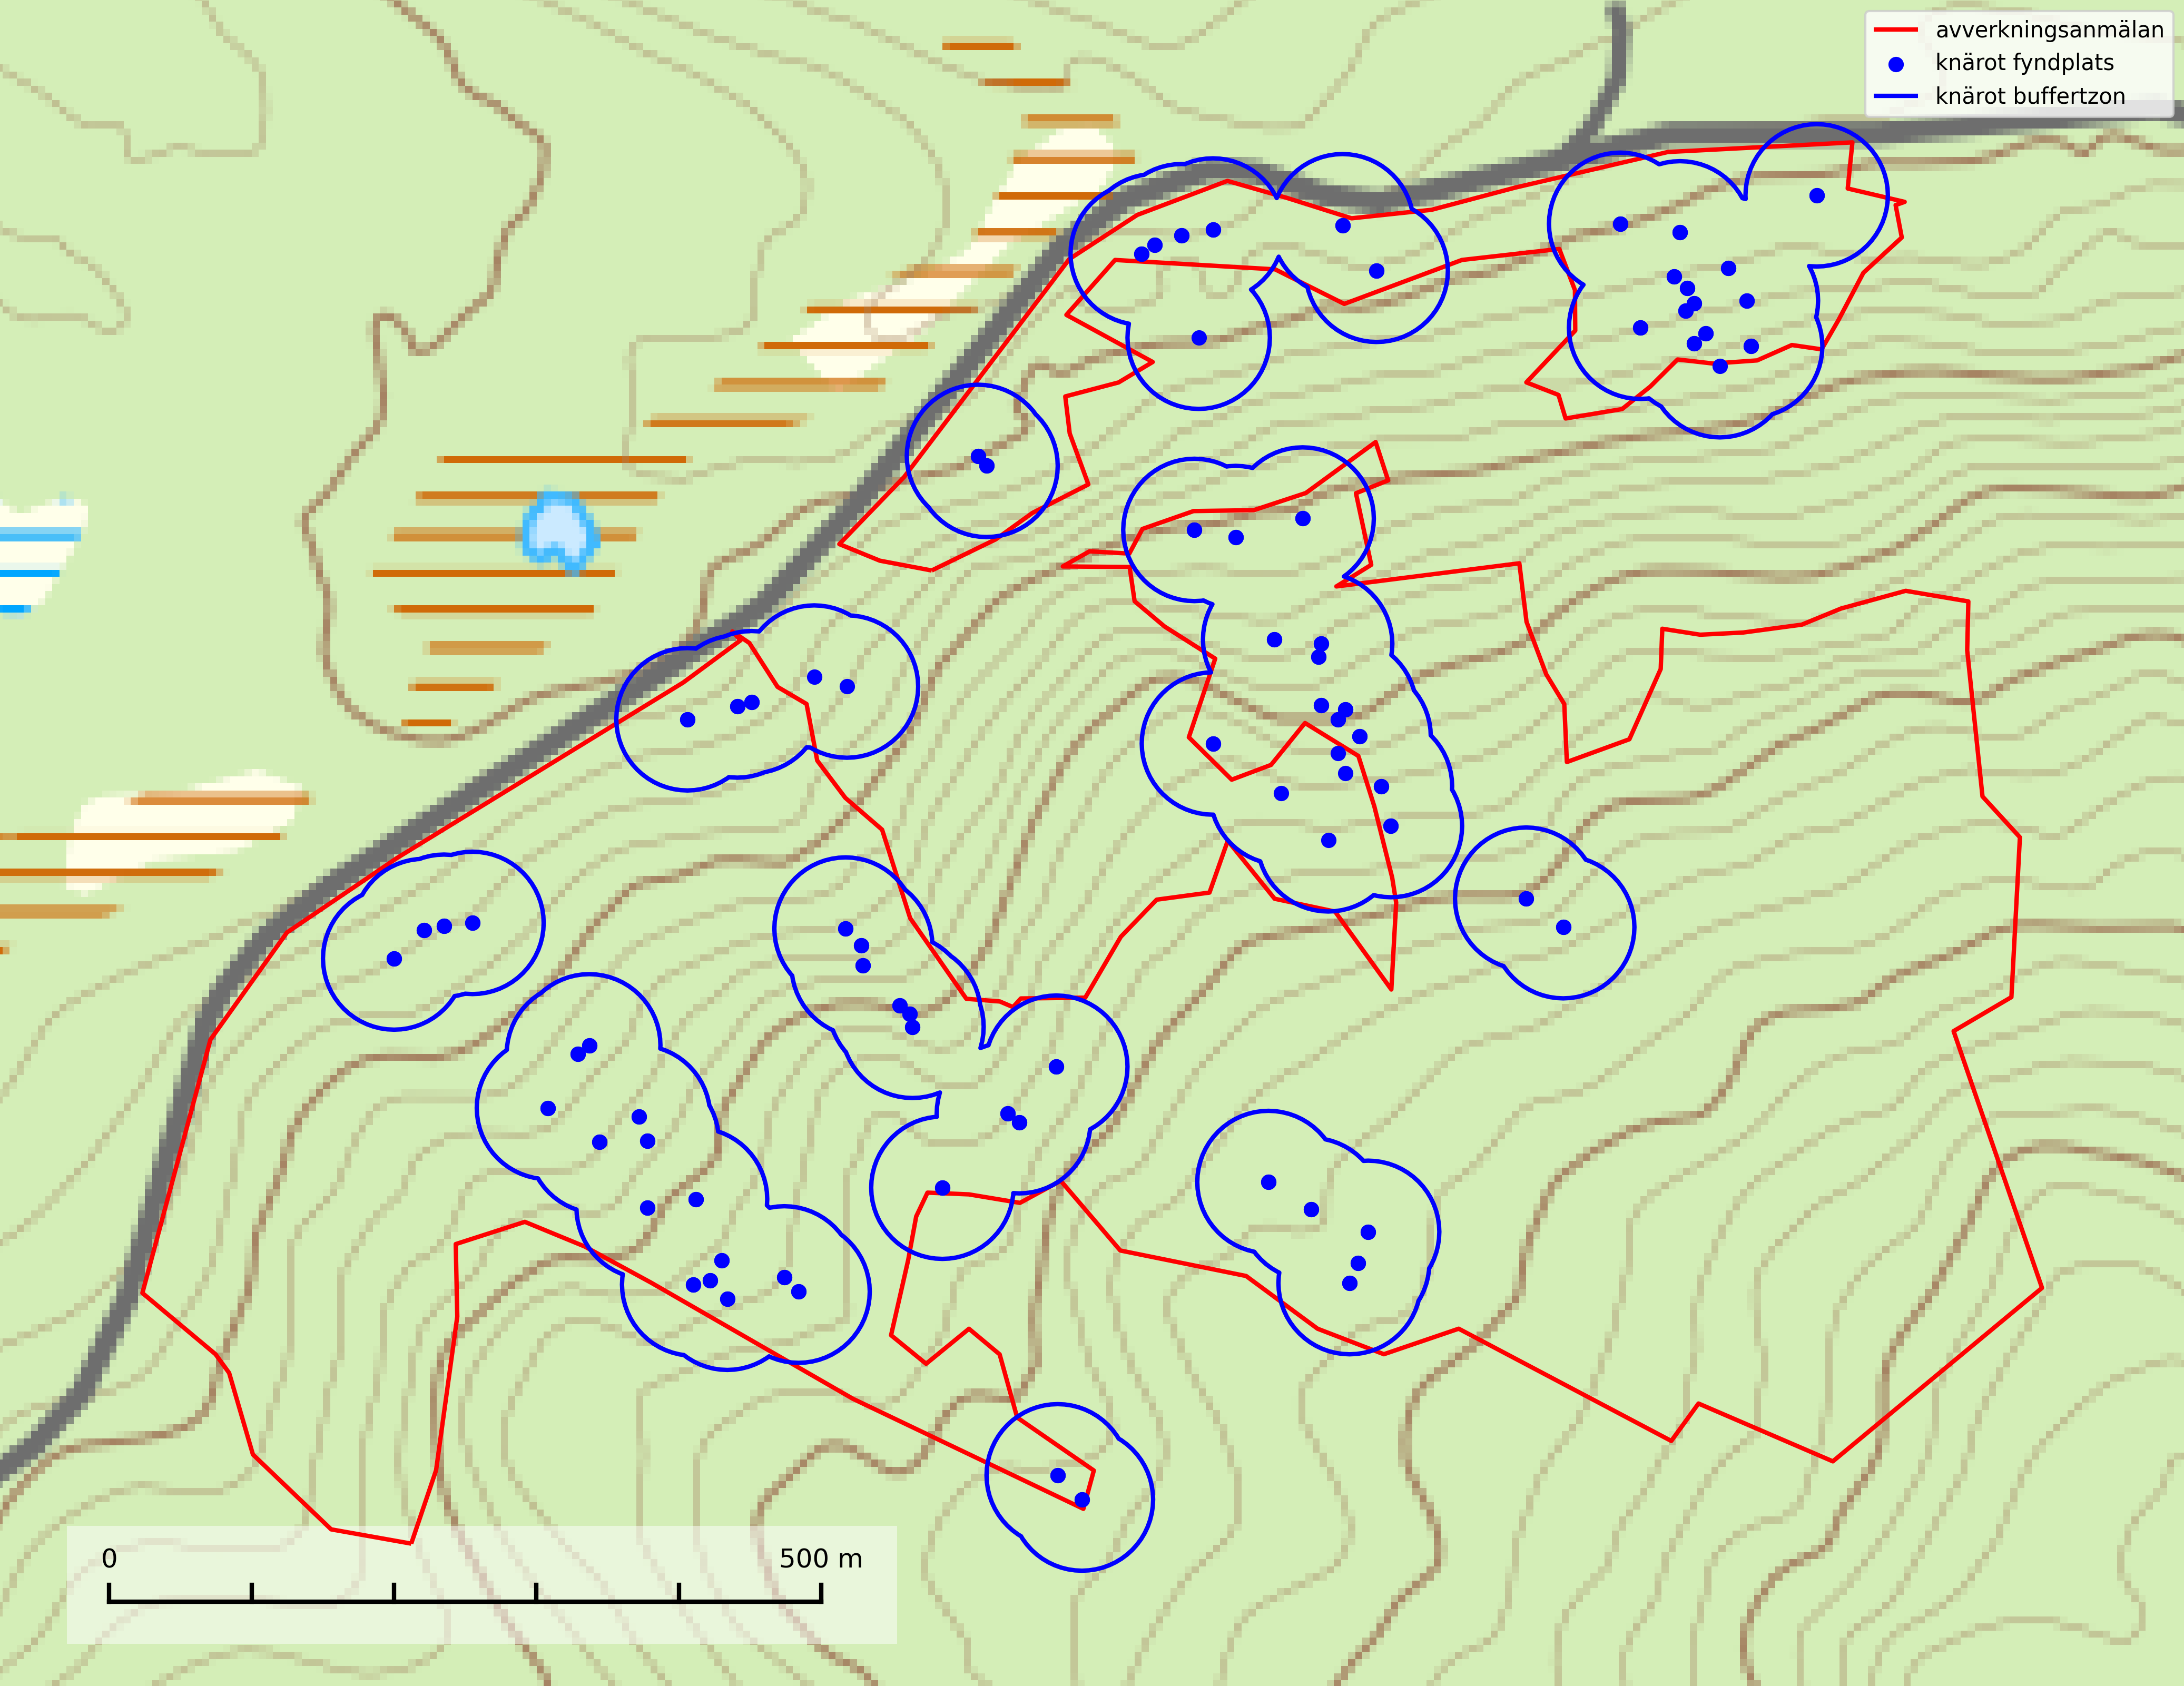 avverkningsanmälan
knärot fyndplats
knärot buffertzon
0 500 m